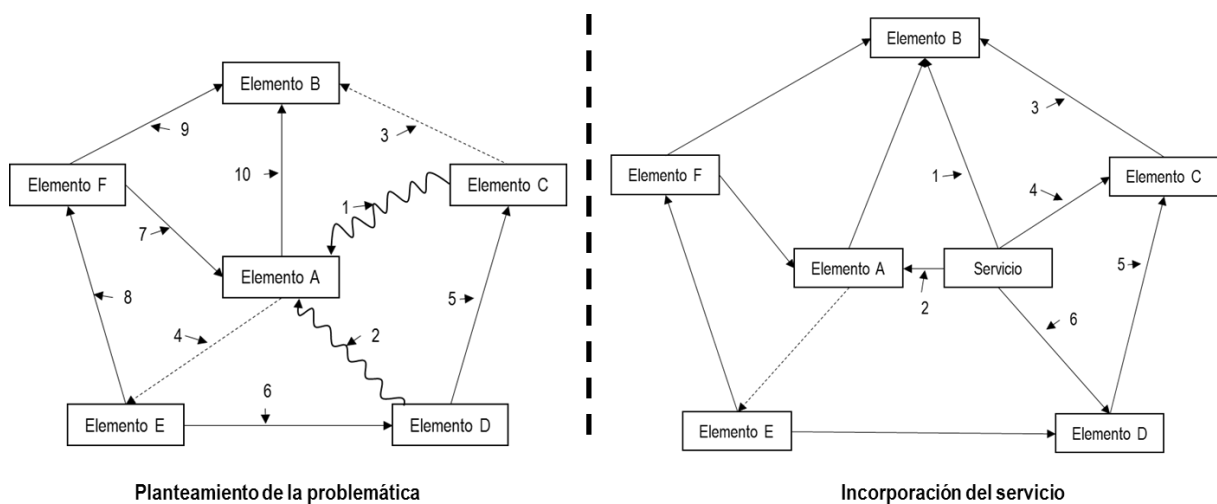 Elemento B
9
3
10
Elemento F
Elemento C
1
7
Elemento A
8
5
4
2
6
Elemento E
Elemento D
Planteamiento de la problemática
Elemento B
3
Elemento F
1
4
Elemento C
Elemento A
Servicio
5
2
6
Elemento E
Elemento D
Incorporación del servicio